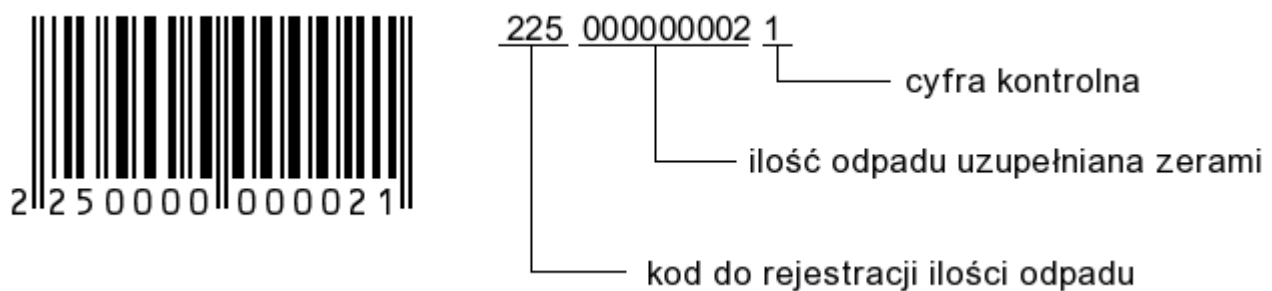 225 000000002 1
cyfra kontrolna
ilość odpadu uzupełniana zerami
2 250000 000021
kod do rejestracji ilości odpadu